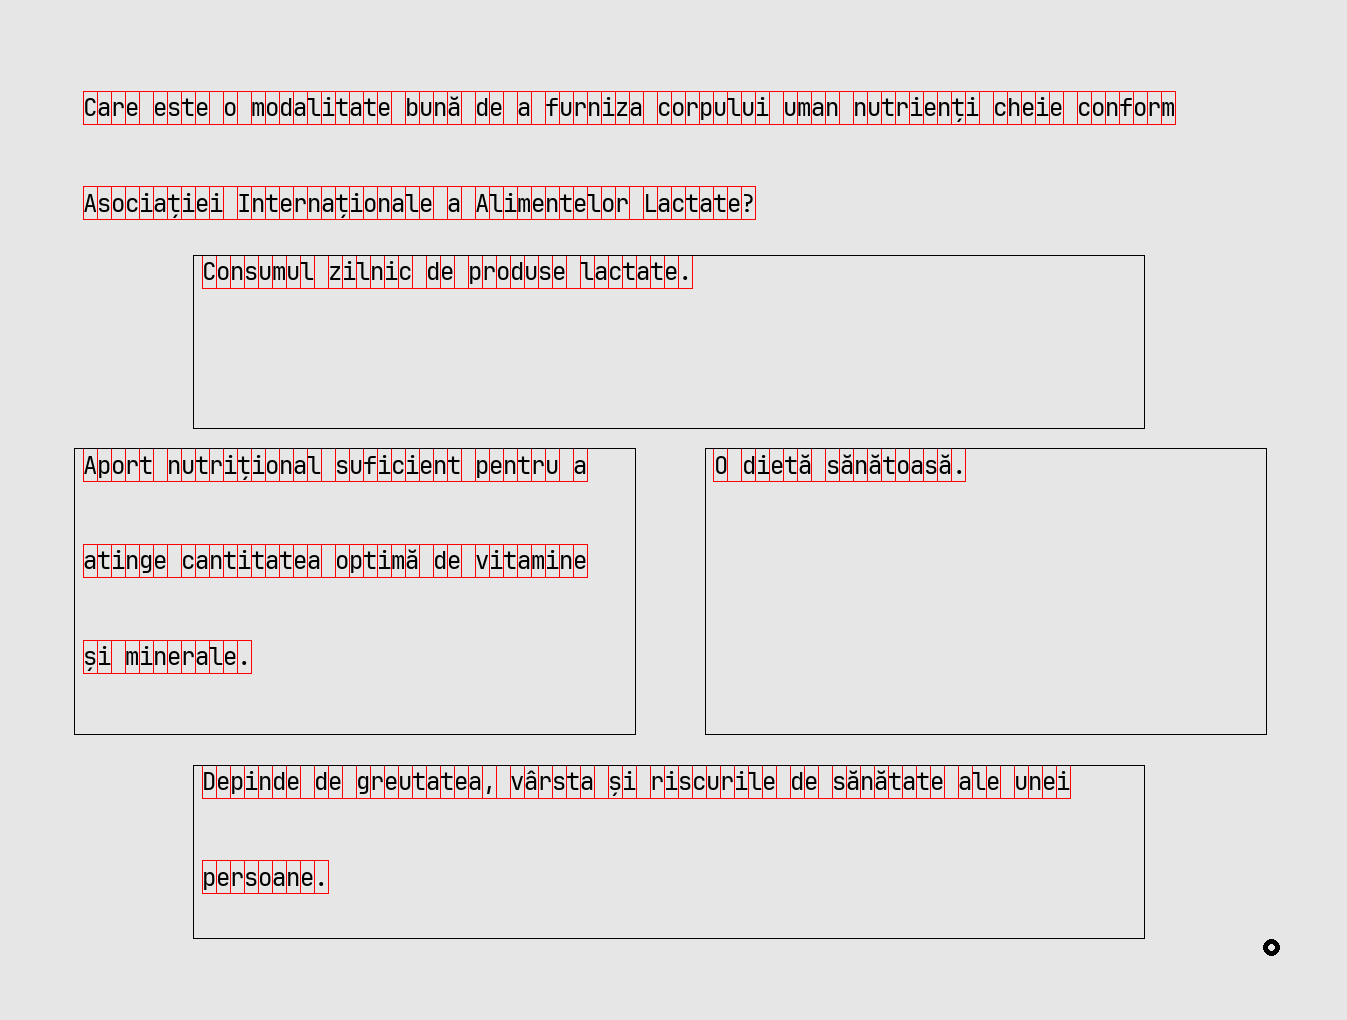 Care este o modalitate bună de a furniza corpului uman nutrienți cheie conform
Asociației Internaționale a Alimentelor Lactate?
Consumul zilnic de produse lactate.
Aport nutrițional suficient pentru a
atinge cantitatea optimă de vitamine
și minerale.
O dietă sănătoasă.
Depinde de greutatea, vârsta și riscurile de sănătate ale unei
persoane.